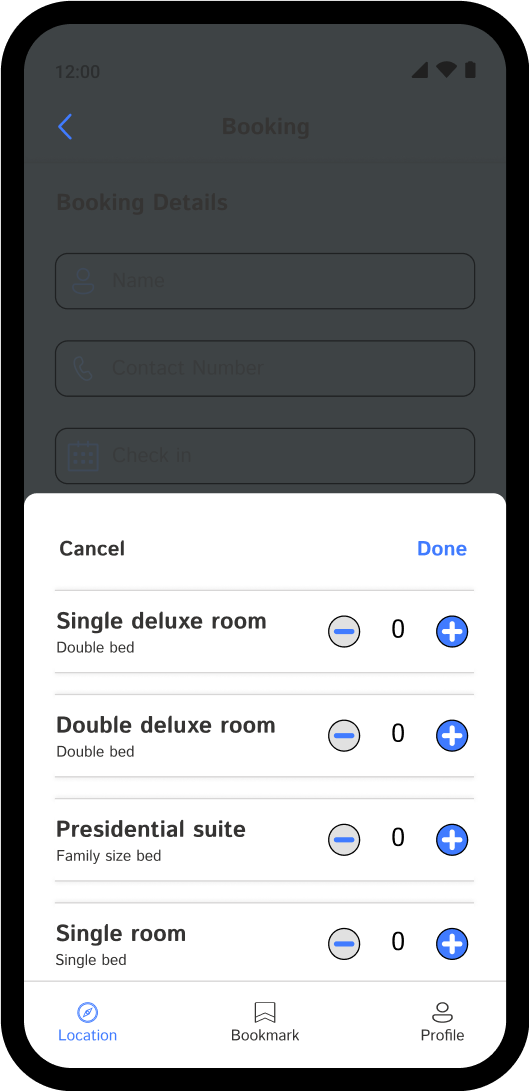 12:00
Booking
Booking Details
Name
Contact Number
Check in
Cancel Done
Single deluxe room
Double bed
0
Double deluxe room
Double bed
0
Presidential suite
Family size bed
0
Single room
Single bed
0
Location Bookmark Profile